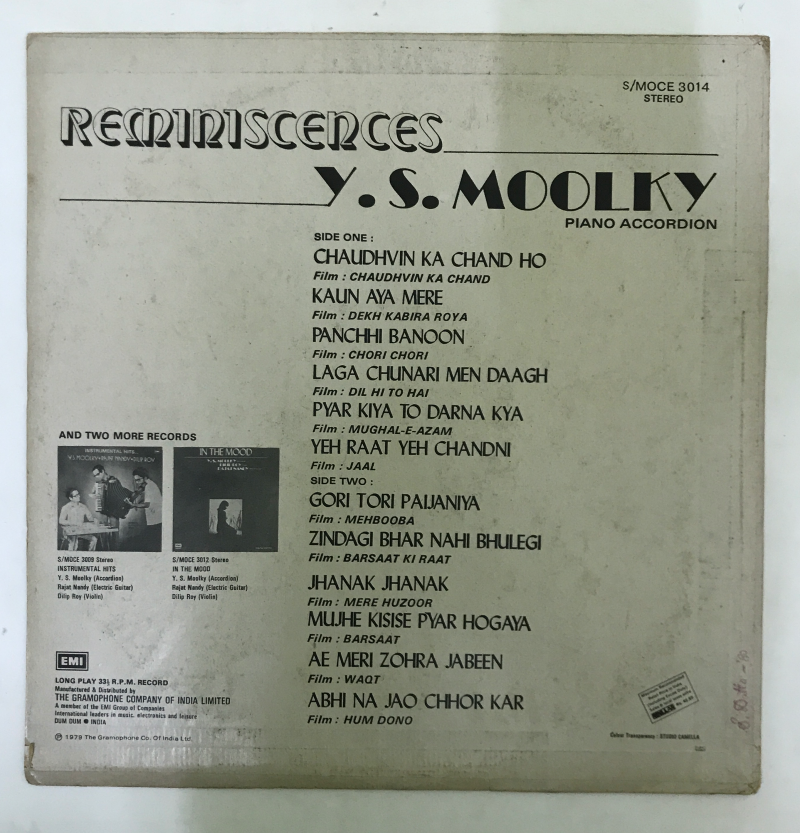 S/MOCE 3014
STEREO
REMINISCENCES
Y. S. MOOLKY
PIANO ACCORDION
SIDE ONE :
CHAUDHVIN KA CHAND HO
Film : CHAUDHVIN KA CHAND
KAUN AYA MERE
Film : DEKH KABIRA ROYA
PANCHHI BANOON
Film : CHORI CHORI
LAGA CHUNARI MEN DAAGH
Film : DIL HI TO HAI
PYAR KIYA TO DARNA KYA
Film : MUGHAL-E-AZAM
YEH RAAT YEH CHANDNI
Film : JAAL
SIDE TWO :
GORI TORI PAIJANIYA
Film : MEHBOOBA
ZINDAGI BHAR NAHI BHULEGI
Film : BARSAAT KI RAAT
JHANAK JHANAK
Film : MERE HUZOOR
MUJHE KISISE PYAR HOGAYA
Film : BARSAAT
AE MERI ZOHRA JABEEN
Film : WAQT
ABHI NA JAO CHHOR KAR
Film : HUM DONO
AND TWO MORE RECORDS
INSTRUMENTAL HITS
IN THE MOOD
S/MOCE 3009 Stereo
INSTRUMENTAL HITS
Y. S. Moolky (Accordion)
Rajat Nandy (Electric Guitar)
Dilip Roy (Violin)
S/MOCE 3012 Stereo
IN THE MOOD
Y. S. Moolky (Accordion)
Rajat Nandy (Electric Guitar)
Dilip Roy (Violin)
EMI
LONG PLAY 33⅓ R.P.M. RECORD
Manufactured & Distributed by
THE GRAMOPHONE COMPANY OF INDIA LIMITED
A member of the EMI Group of Companies
International leaders in music, electronics and leisure
DUM DUM ● INDIA
℗ 1979 The Gramophone Co. Of India Ltd.
Colour Transparency : STUDIO CAMELLIA